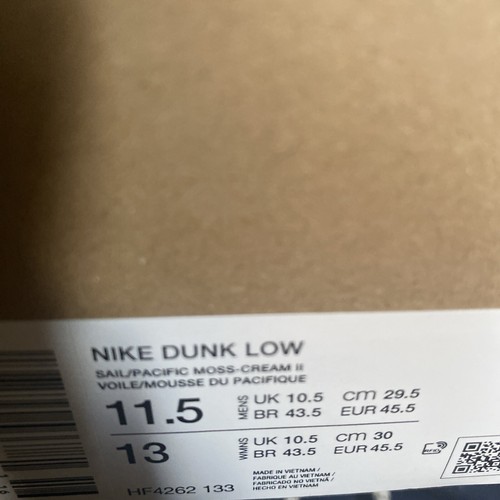 NIKE DUNK LOW
SAIL/PACIFIC MOSS-CREAM II
VOILE/MOUSSE DU PACIFIQUE
11.5 MENS UK 10.5 cm 29.5
BR 43.5 EUR 45.5
13 WMNS UK 10.5 cm 30
BR 43.5 EUR 45.5
MADE IN VIETNAM /
FABRIQUE AU VIETNAM /
FABRICADO NO VIETNÃ /
HECHO EN VIETNAM
HF4262 133
RFID